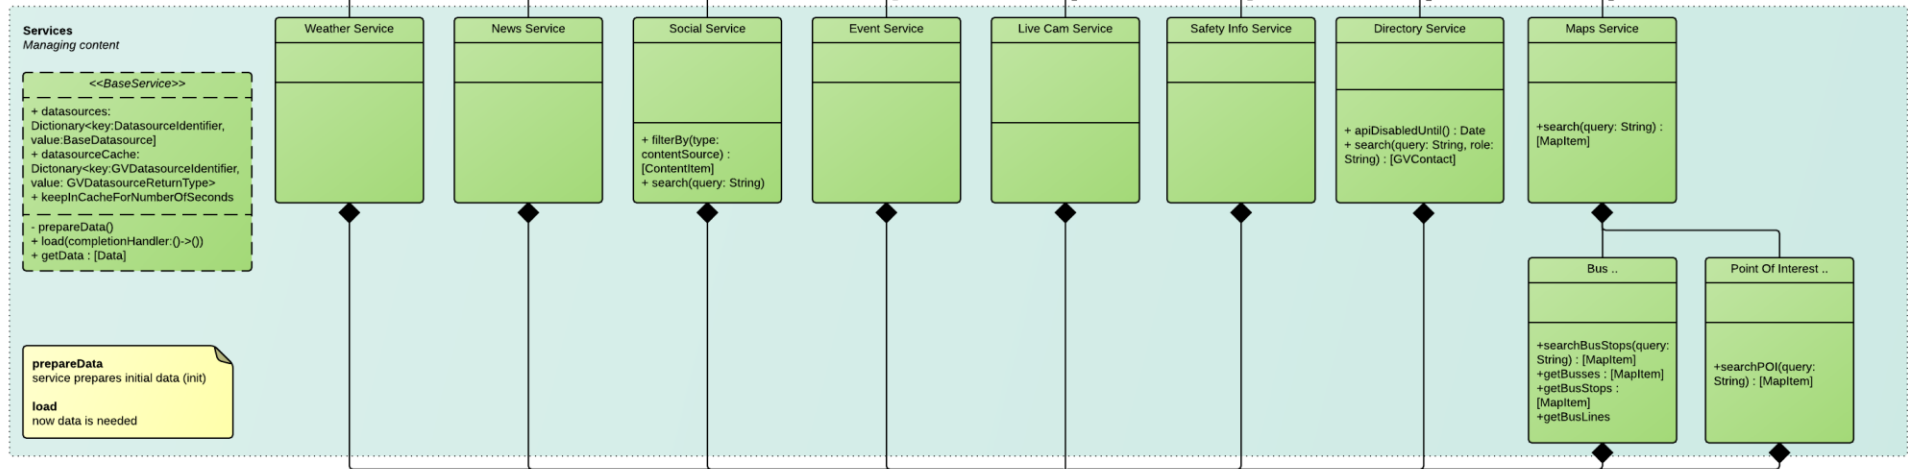 Services
Managing content
<<BaseService>>
+ datasources:
Dictionary<key:DatasourceIdentifier,
value:BaseDatasource]
+ datasourceCache:
Dictonary<key:GVDatasourceIdentifier,
value: GVDatasourceReturnType>
+ keepInCacheForNumberOfSeconds
- prepareData()
+ load(completionHandler:()->())
+ getData : [Data]
prepareData
service prepares initial data (init)
load
now data is needed
Weather Service
News Service
Social Service
+ filterBy(type:
contentSource) :
[ContentItem]
+ search(query: String)
Event Service
Live Cam Service
Safety Info Service
Directory Service
+ apiDisabledUntil() : Date
+ search(query: String, role:
String) : [GVContact]
Maps Service
+search(query: String) :
[MapItem]
Bus ..
+searchBusStops(query:
String) : [MapItem]
+getBusses : [MapItem]
+getBusStops :
[MapItem]
+getBusLines
Point Of Interest ..
+searchPOI(query:
String) : [MapItem]